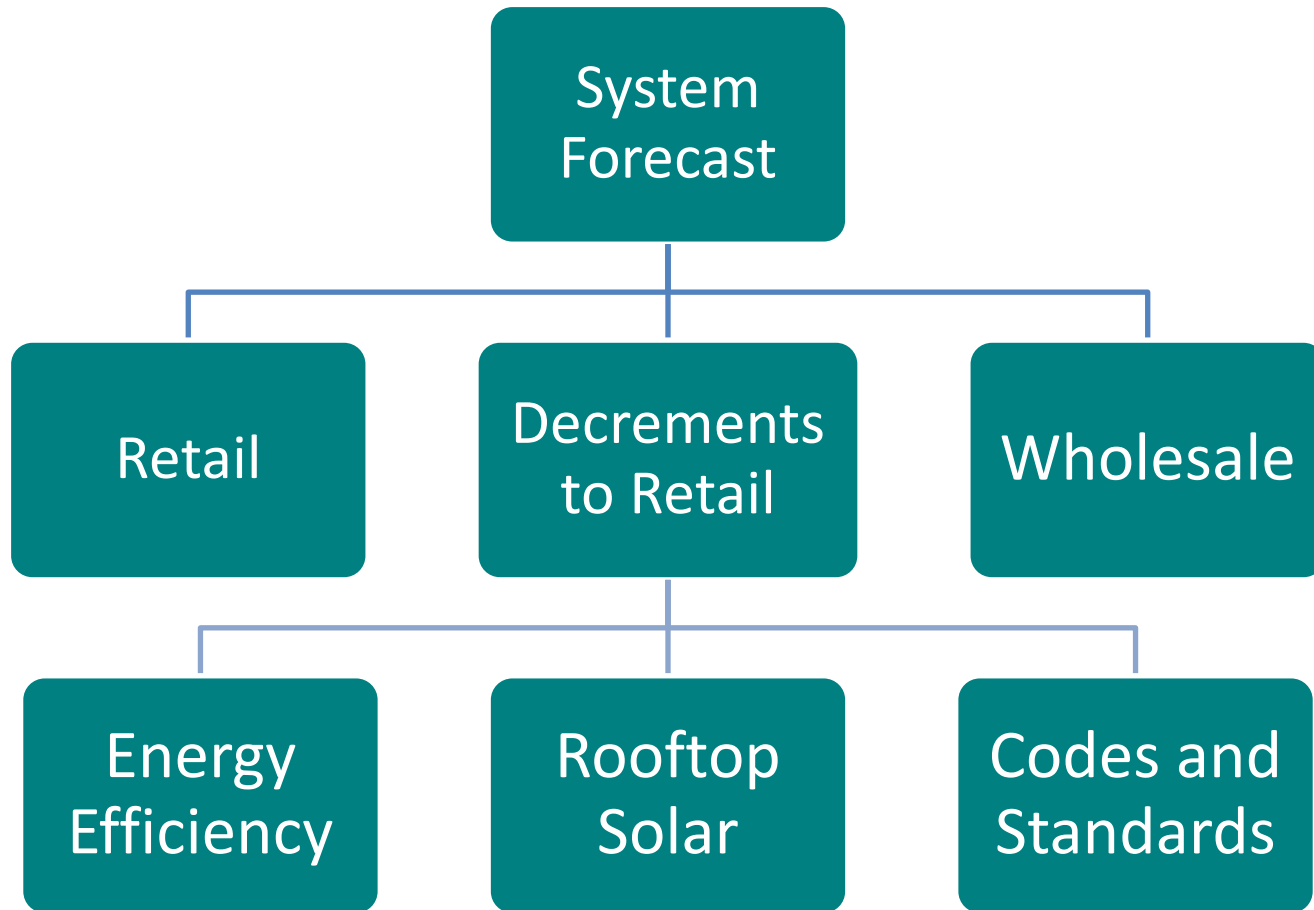 System
Forecast
Retail
Decrements
to Retail
Wholesale
Energy
Efficiency
Rooftop
Solar
Codes and
Standards